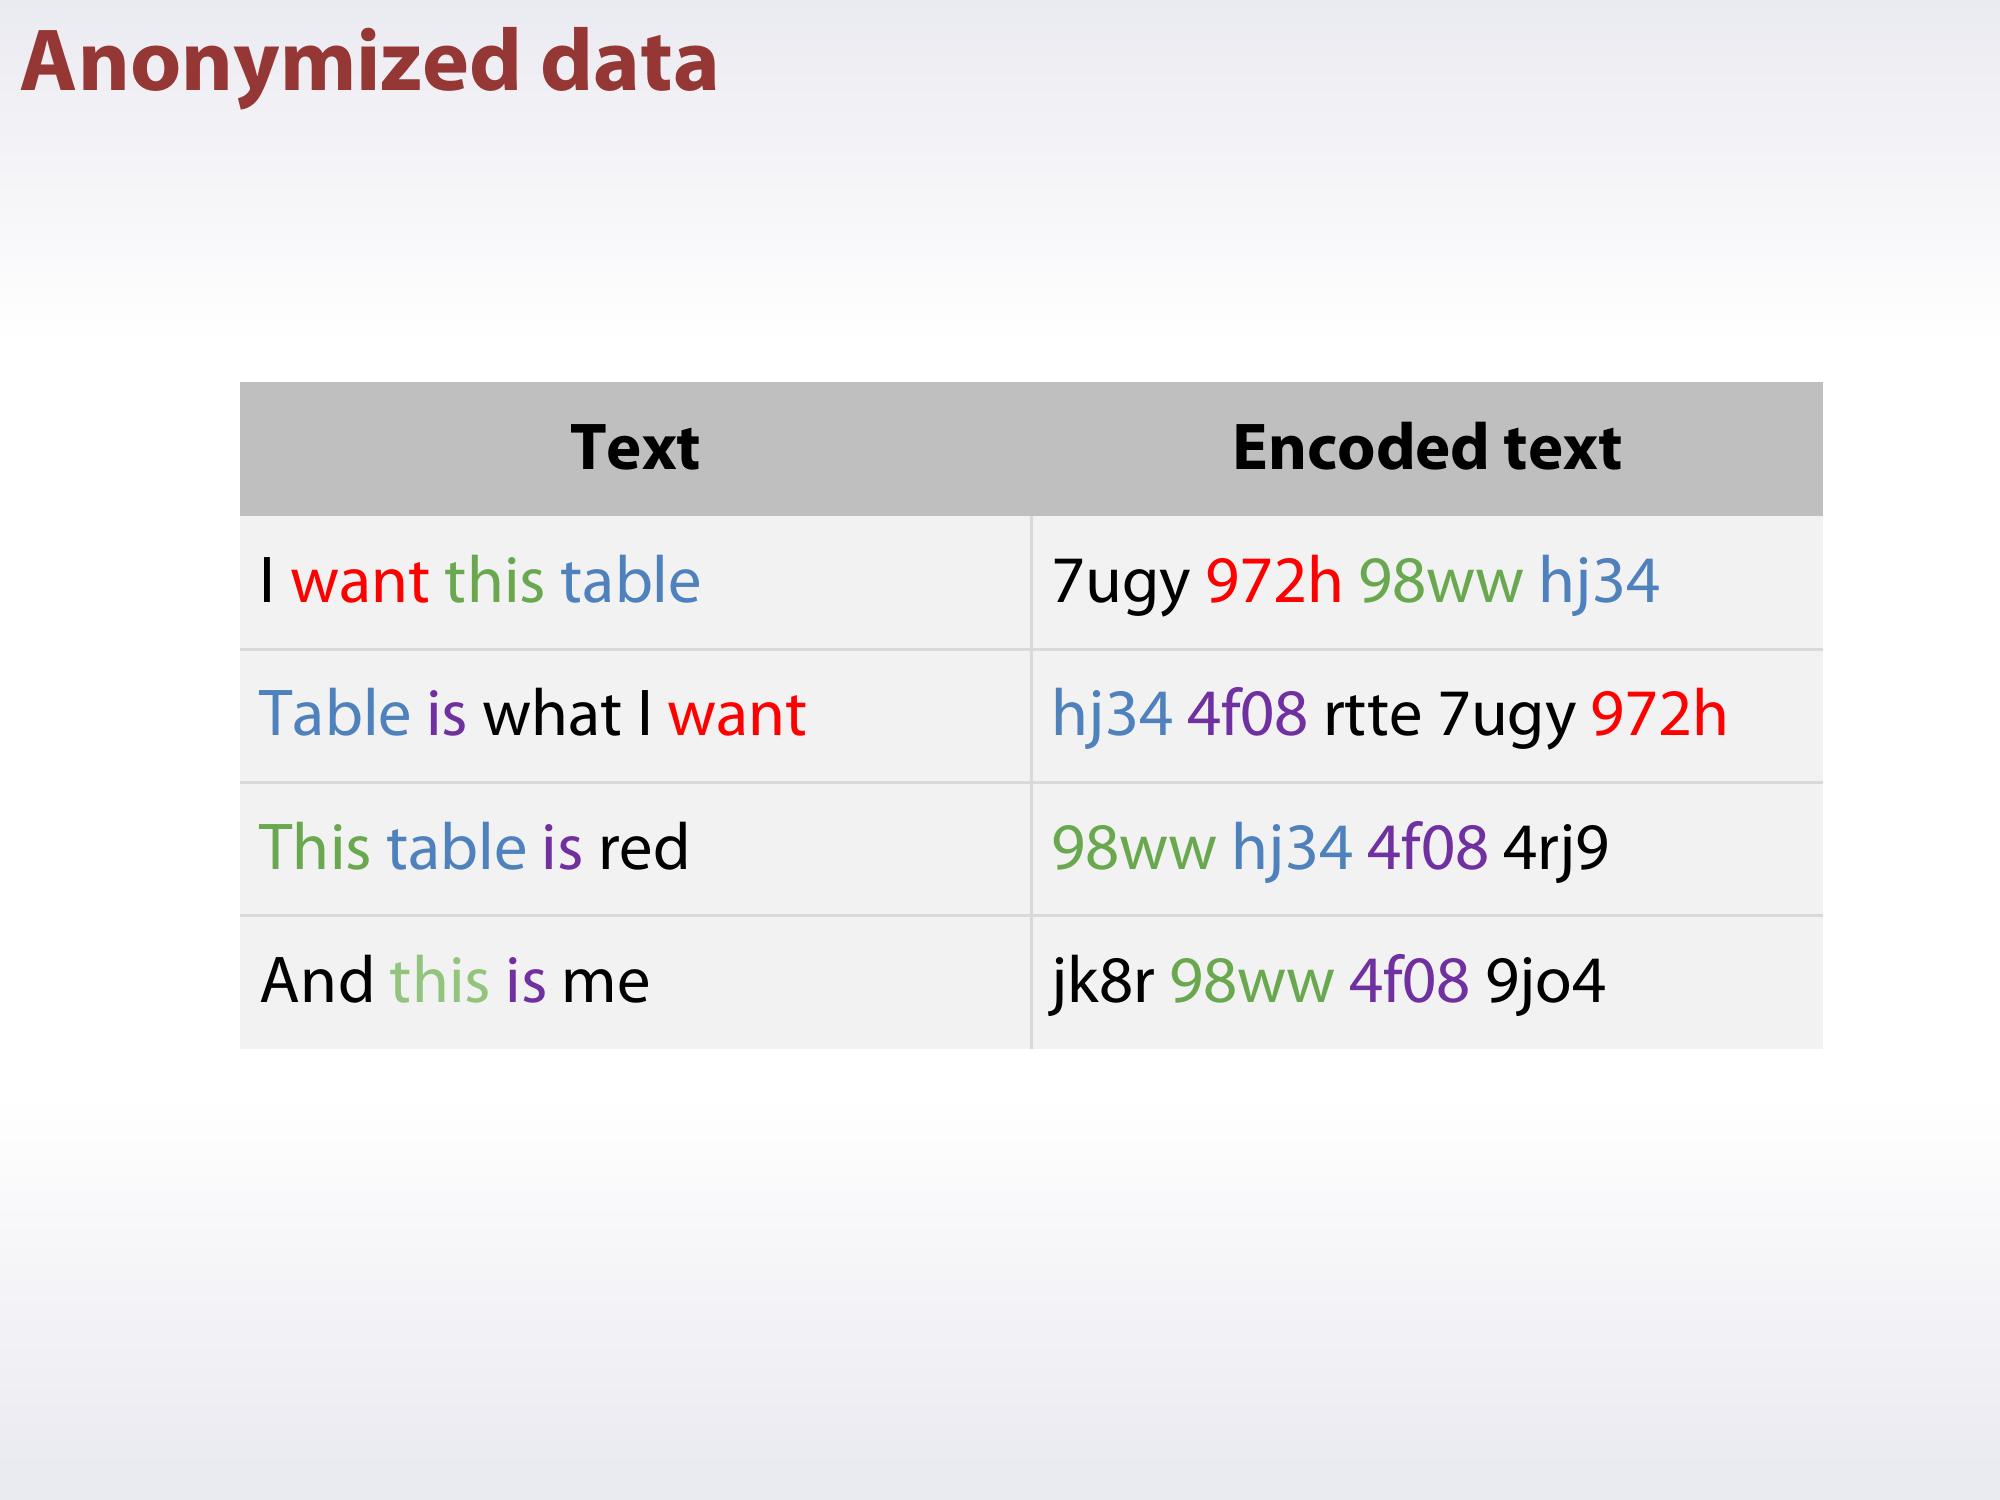 Anonymized data
Text Encoded text
I want this table 7ugy 972h 98ww hj34
Table is what I want hj34 4f08 rtte 7ugy 972h
This table is red 98ww hj34 4f08 4rj9
And this is me jk8r 98ww 4f08 9jo4